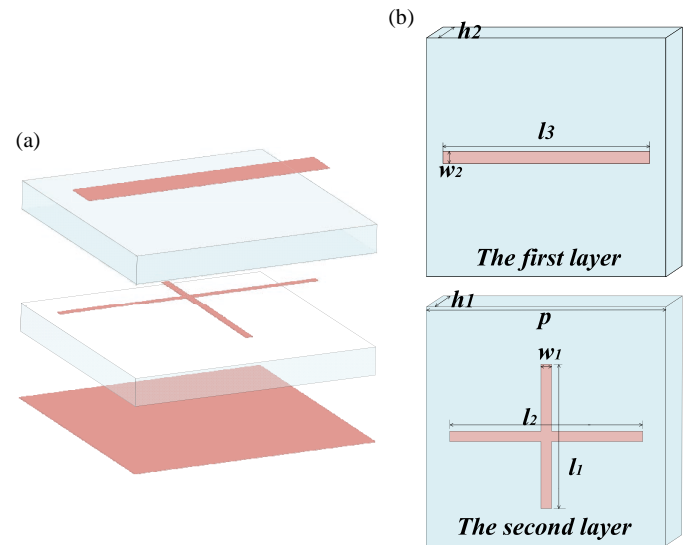 (a)
(b)
h2
l3
w2
The first layer
h1
p
w1
l2
l1
The second layer